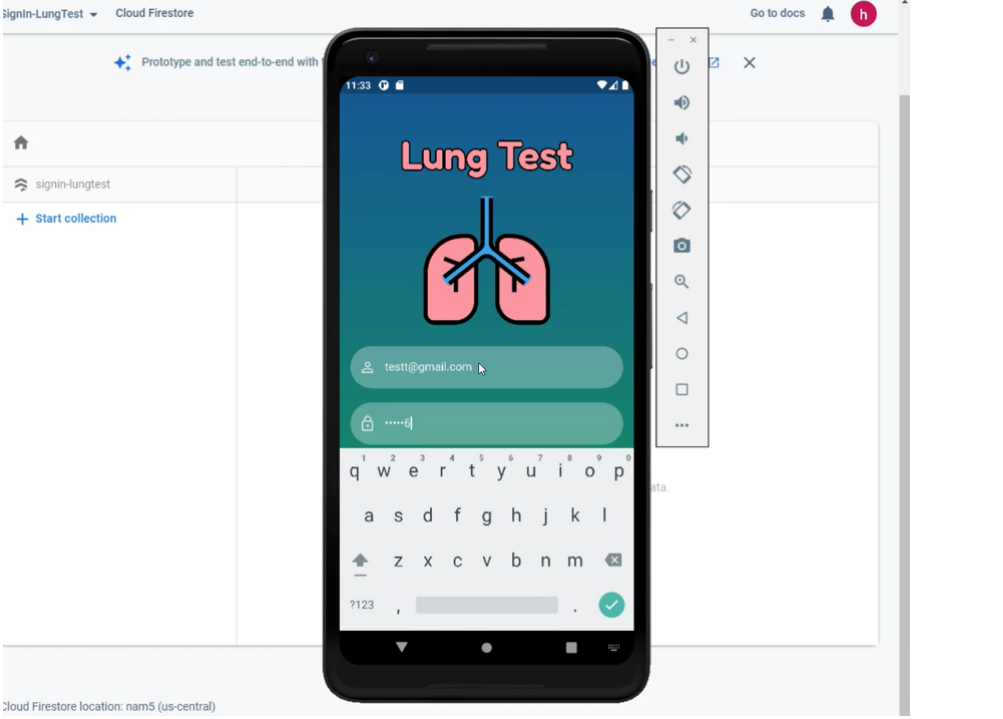 SignIn-LungTest Cloud Firestore Go to docs h
Prototype and test end-to-end with
11:33
Lung Test
signin-lungtest
Start collection
testt@gmail.com
•••••6
1 2 3 4 5 6 7 8 9 0
q w e r t y u i o p
a s d f g h j k l
ata.
z x c v b n m
?123 , .
Cloud Firestore location: nam5 (us-central)